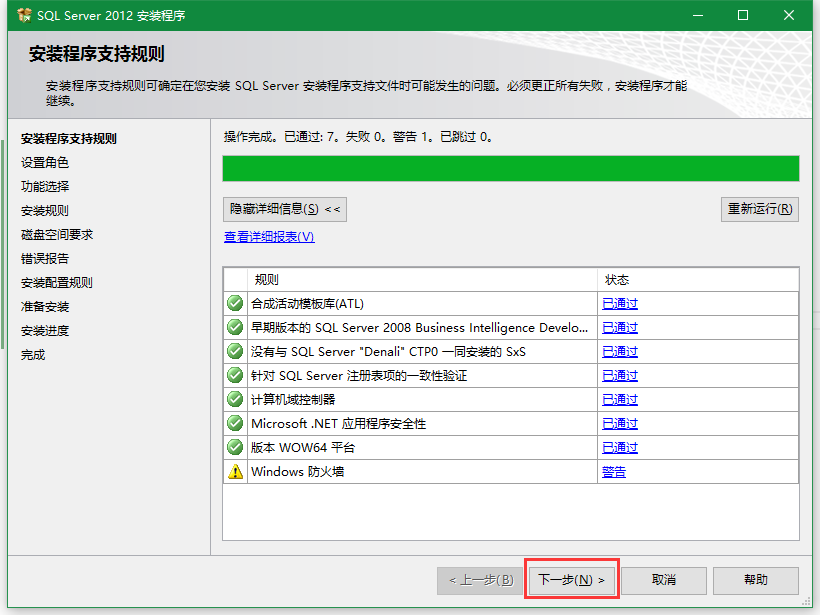 SQL Server 2012 安装程序
安装程序支持规则
安装程序支持规则可确定在您安装 SQL Server 安装程序支持文件时可能发生的问题。必须更正所有失败，安装程序才能
继续。
安装程序支持规则
设置角色
功能选择
安装规则
磁盘空间要求
错误报告
安装配置规则
准备安装
安装进度
完成
操作完成。已通过: 7。失败 0。警告 1。已跳过 0。
隐藏详细信息(S) <<
重新运行(R)
查看详细报表(V)
规则 状态
合成活动模板库(ATL) 已通过
早期版本的 SQL Server 2008 Business Intelligence Develo... 已通过
没有与 SQL Server "Denali" CTP0 一同安装的 SxS 已通过
针对 SQL Server 注册表项的一致性验证 已通过
计算机域控制器 已通过
Microsoft .NET 应用程序安全性 已通过
版本 WOW64 平台 已通过
Windows 防火墙 警告
< 上一步(B) 下一步(N) > 取消 帮助